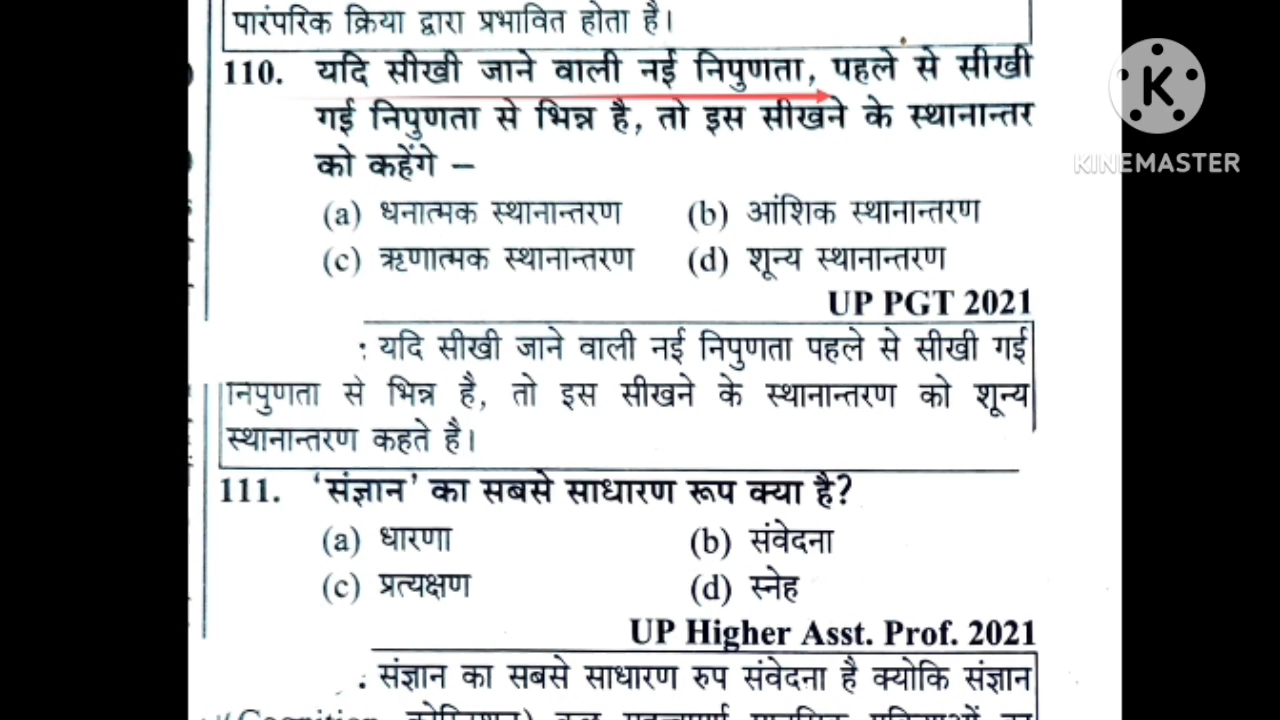 पारंपरिक क्रिया द्वारा प्रभावित होता है।
110. यदि सीखी जाने वाली नई निपुणता, पहले से सीखी
गई निपुणता से भिन्न है, तो इस सीखने के स्थानान्तर
को कहेंगे –
(a) धनात्मक स्थानान्तरण (b) आंशिक स्थानान्तरण
(c) ऋणात्मक स्थानान्तरण (d) शून्य स्थानान्तरण
UP PGT 2021
: यदि सीखी जाने वाली नई निपुणता पहले से सीखी गई
निपुणता से भिन्न है, तो इस सीखने के स्थानान्तरण को शून्य
स्थानान्तरण कहते है।
111. 'संज्ञान' का सबसे साधारण रूप क्या है?
(a) धारणा (b) संवेदना
(c) प्रत्यक्षण (d) स्नेह
UP Higher Asst. Prof. 2021
: संज्ञान का सबसे साधारण रुप संवेदना है क्योकि संज्ञान
K
KINEMASTER